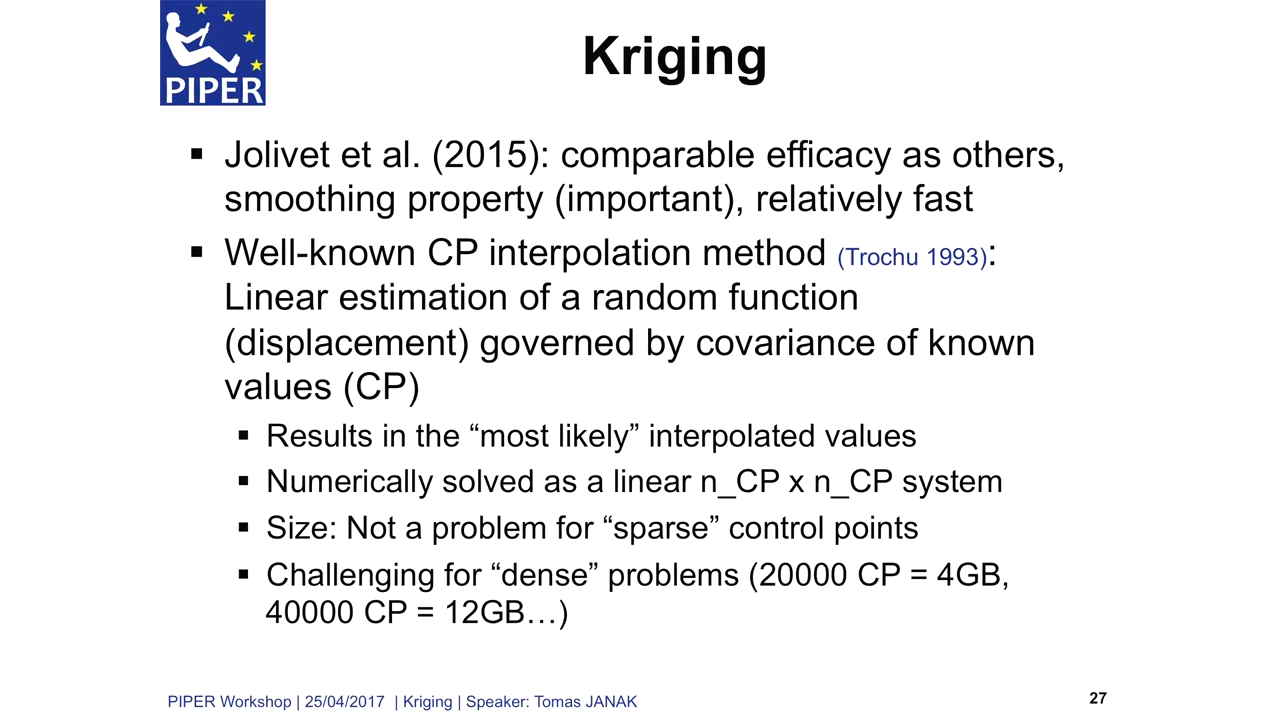 PIPER
Kriging
▪ Jolivet et al. (2015): comparable efficacy as others,
smoothing property (important), relatively fast
▪ Well-known CP interpolation method (Trochu 1993):
Linear estimation of a random function
(displacement) governed by covariance of known
values (CP)
▪ Results in the “most likely” interpolated values
▪ Numerically solved as a linear n_CP x n_CP system
▪ Size: Not a problem for “sparse” control points
▪ Challenging for “dense” problems (20000 CP = 4GB,
40000 CP = 12GB…)
PIPER Workshop | 25/04/2017 | Kriging | Speaker: Tomas JANAK
27